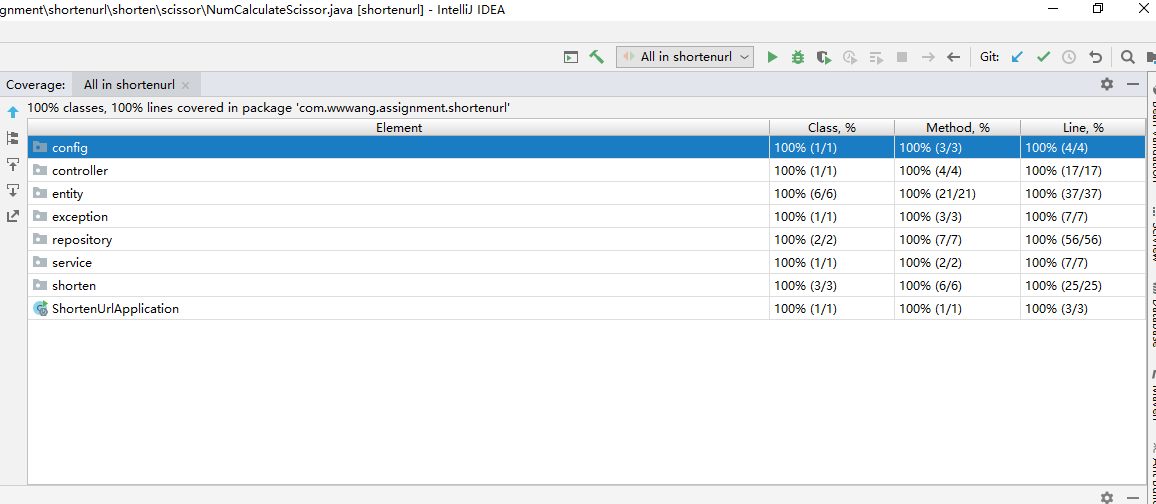 gnment\shortenurl\shorten\scissor\NumCalculateScissor.java [shortenurl] - IntelliJ IDEA
All in shortenurl Git:
Coverage: All in shortenurl
100% classes, 100% lines covered in package 'com.wwwang.assignment.shortenurl'
Element Class, % Method, % Line, %
config 100% (1/1) 100% (3/3) 100% (4/4)
controller 100% (1/1) 100% (4/4) 100% (17/17)
entity 100% (6/6) 100% (21/21) 100% (37/37)
exception 100% (1/1) 100% (3/3) 100% (7/7)
repository 100% (2/2) 100% (7/7) 100% (56/56)
service 100% (1/1) 100% (2/2) 100% (7/7)
shorten 100% (3/3) 100% (6/6) 100% (25/25)
ShortenUrlApplication 100% (1/1) 100% (1/1) 100% (3/3)